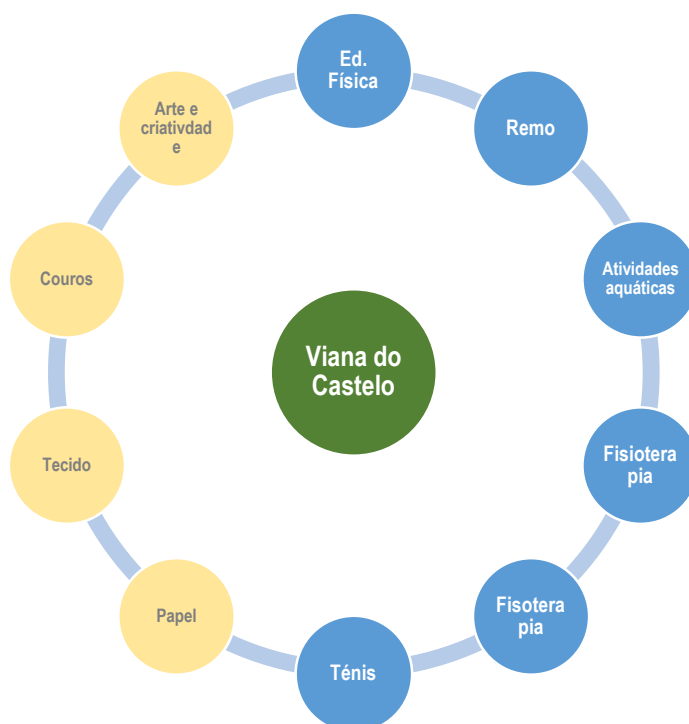 Ed.
Física
Remo
Atividades
aquáticas
Fisiotera
pia
Fisotera
pia
Ténis
Papel
Tecido
Couros
Arte e
criativdad
e
Viana do
Castelo